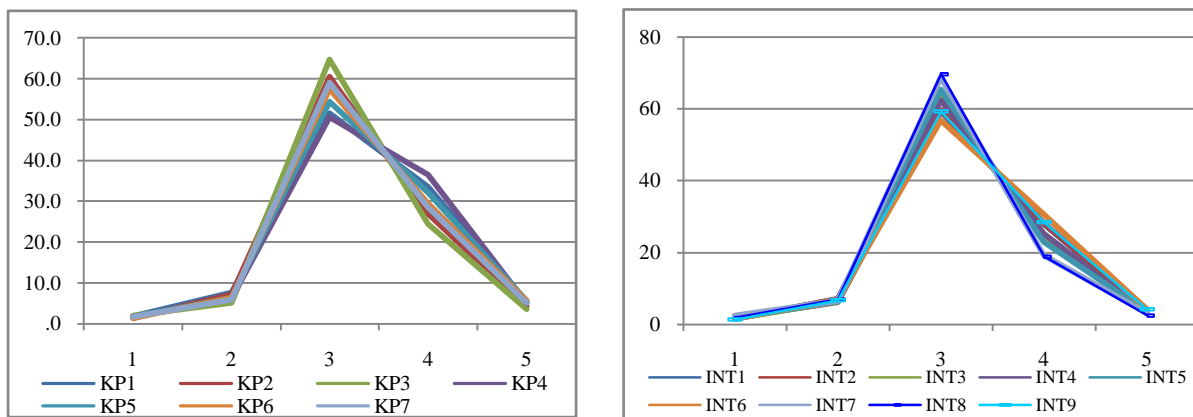 70.0
60.0
50.0
40.0
30.0
20.0
10.0
.0
1 2 3 4 5
KP1 KP2 KP3 KP4
KP5 KP6 KP7
80
60
40
20
0
1 2 3 4 5
INT1 INT2 INT3 INT4 INT5
INT6 INT7 INT8 INT9